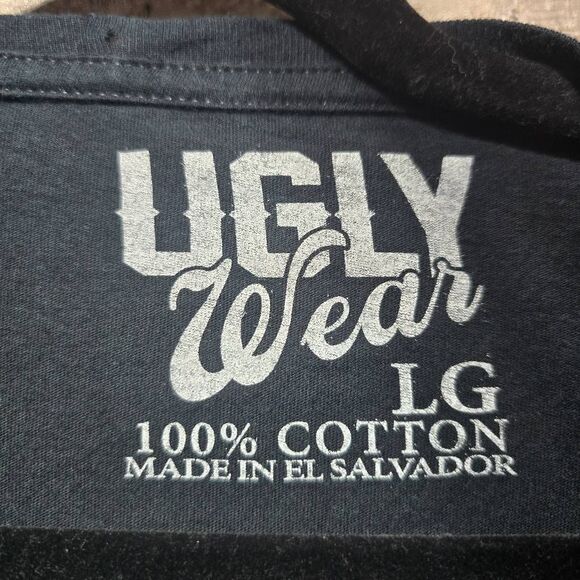 UGLY
Wear
LG
100% COTTON
MADE IN EL SALVADOR